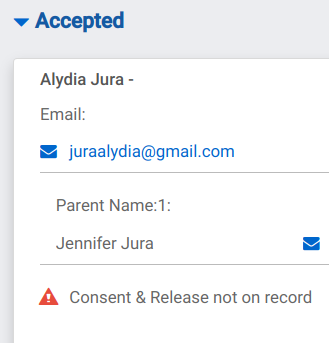 Accepted
Alydia Jura -
Email:
juraalydia@gmail.com
Parent Name:1:
Jennifer Jura
Consent & Release not on record